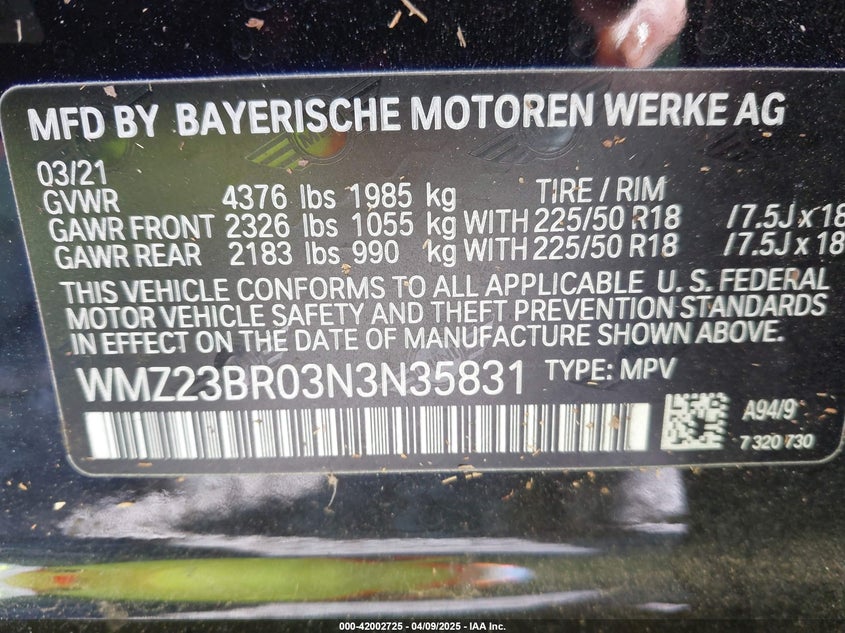 MFD BY BAYERISCHE MOTOREN WERKE AG
03/21
GVWR 4376 lbs 1985 kg TIRE / RIM
GAWR FRONT 2326 lbs 1055 kg WITH 225/50 R18 /7.5J x 18
GAWR REAR 2183 lbs 990 kg WITH 225/50 R18 /7.5J x 18
THIS VEHICLE CONFORMS TO ALL APPLICABLE U. S. FEDERAL
MOTOR VEHICLE SAFETY AND THEFT PREVENTION STANDARDS
IN EFFECT ON THE DATE OF MANUFACTURE SHOWN ABOVE.
WMZ23BR03N3N35831 TYPE: MPV
A94/9
7 320 730
000-42002725 | 04/09/2025 - IAA Inc.